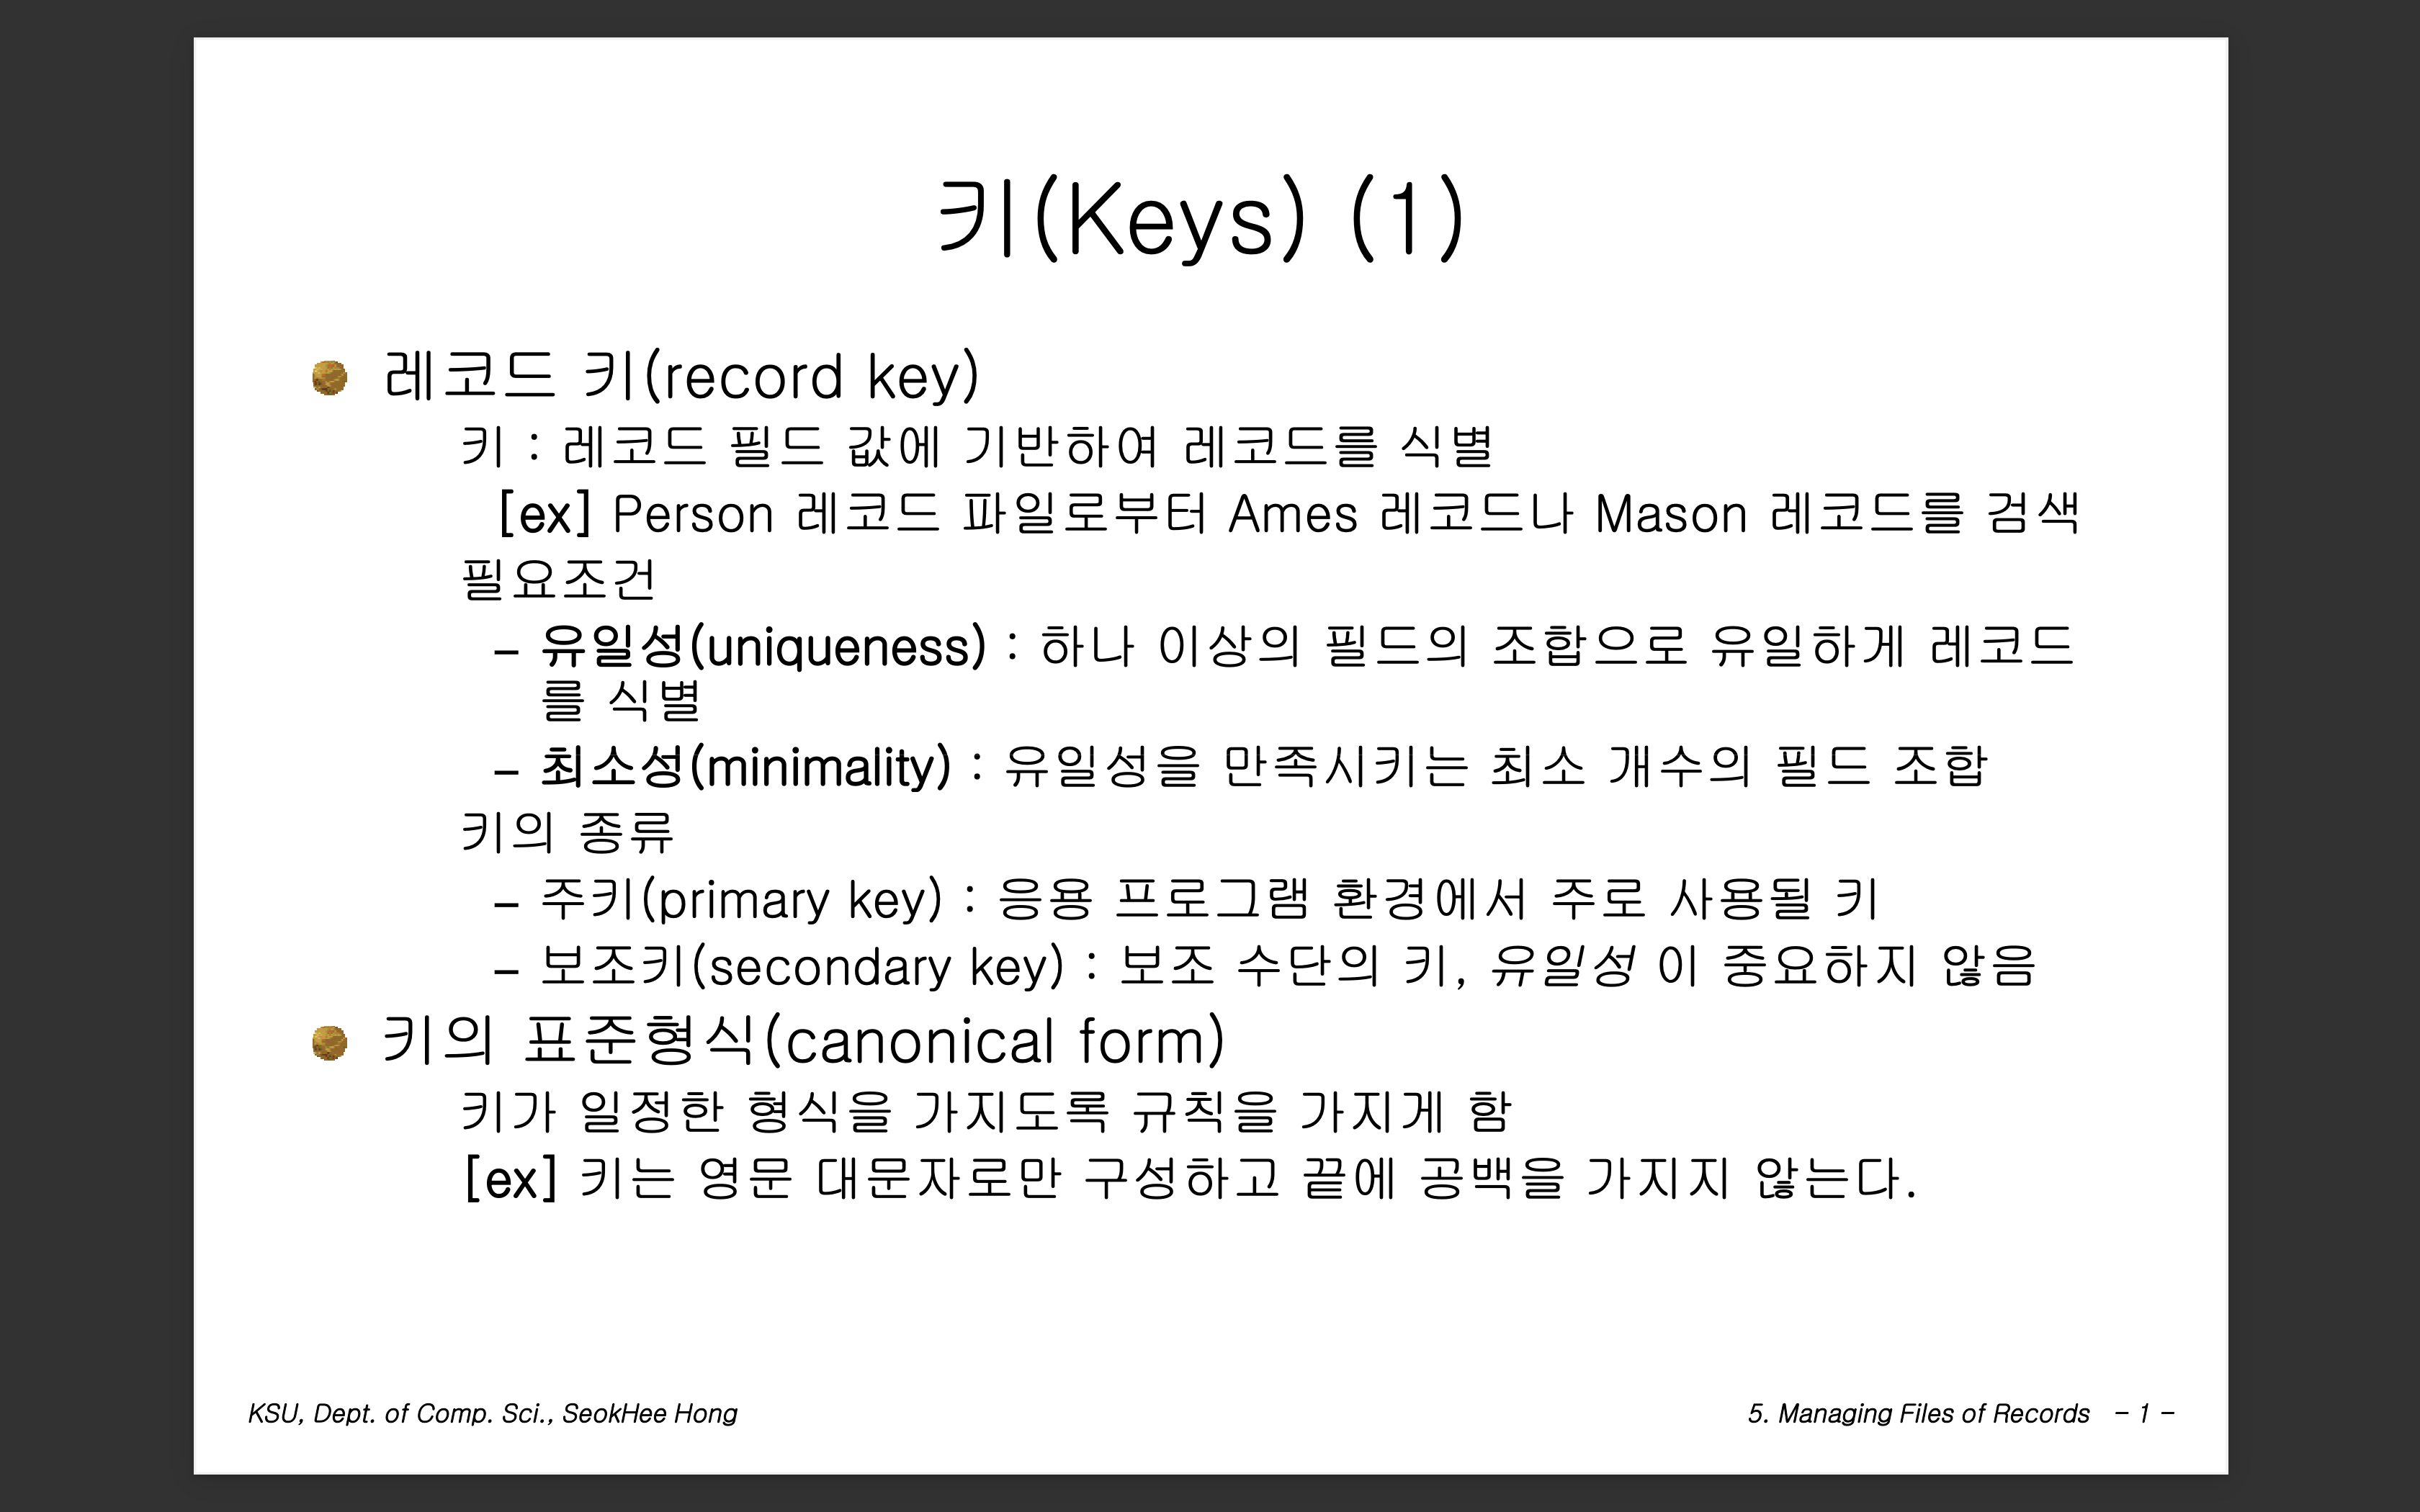 키(Keys) (1)
레코드 키(record key)
키 : 레코드 필드 값에 기반하여 레코드를 식별
[ex] Person 레코드 파일로부터 Ames 레코드나 Mason 레코드를 검색
필요조건
– 유일성(uniqueness) : 하나 이상의 필드의 조합으로 유일하게 레코드
를 식별
– 최소성(minimality) : 유일성을 만족시키는 최소 개수의 필드 조합
키의 종류
– 주키(primary key) : 응용 프로그램 환경에서 주로 사용될 키
– 보조키(secondary key) : 보조 수단의 키, 유일성 이 중요하지 않음
키의 표준형식(canonical form)
키가 일정한 형식을 가지도록 규칙을 가지게 함
[ex] 키는 영문 대문자로만 구성하고 끝에 공백을 가지지 않는다.
KSU, Dept. of Comp. Sci., SeokHee Hong
5. Managing Files of Records – 1 –